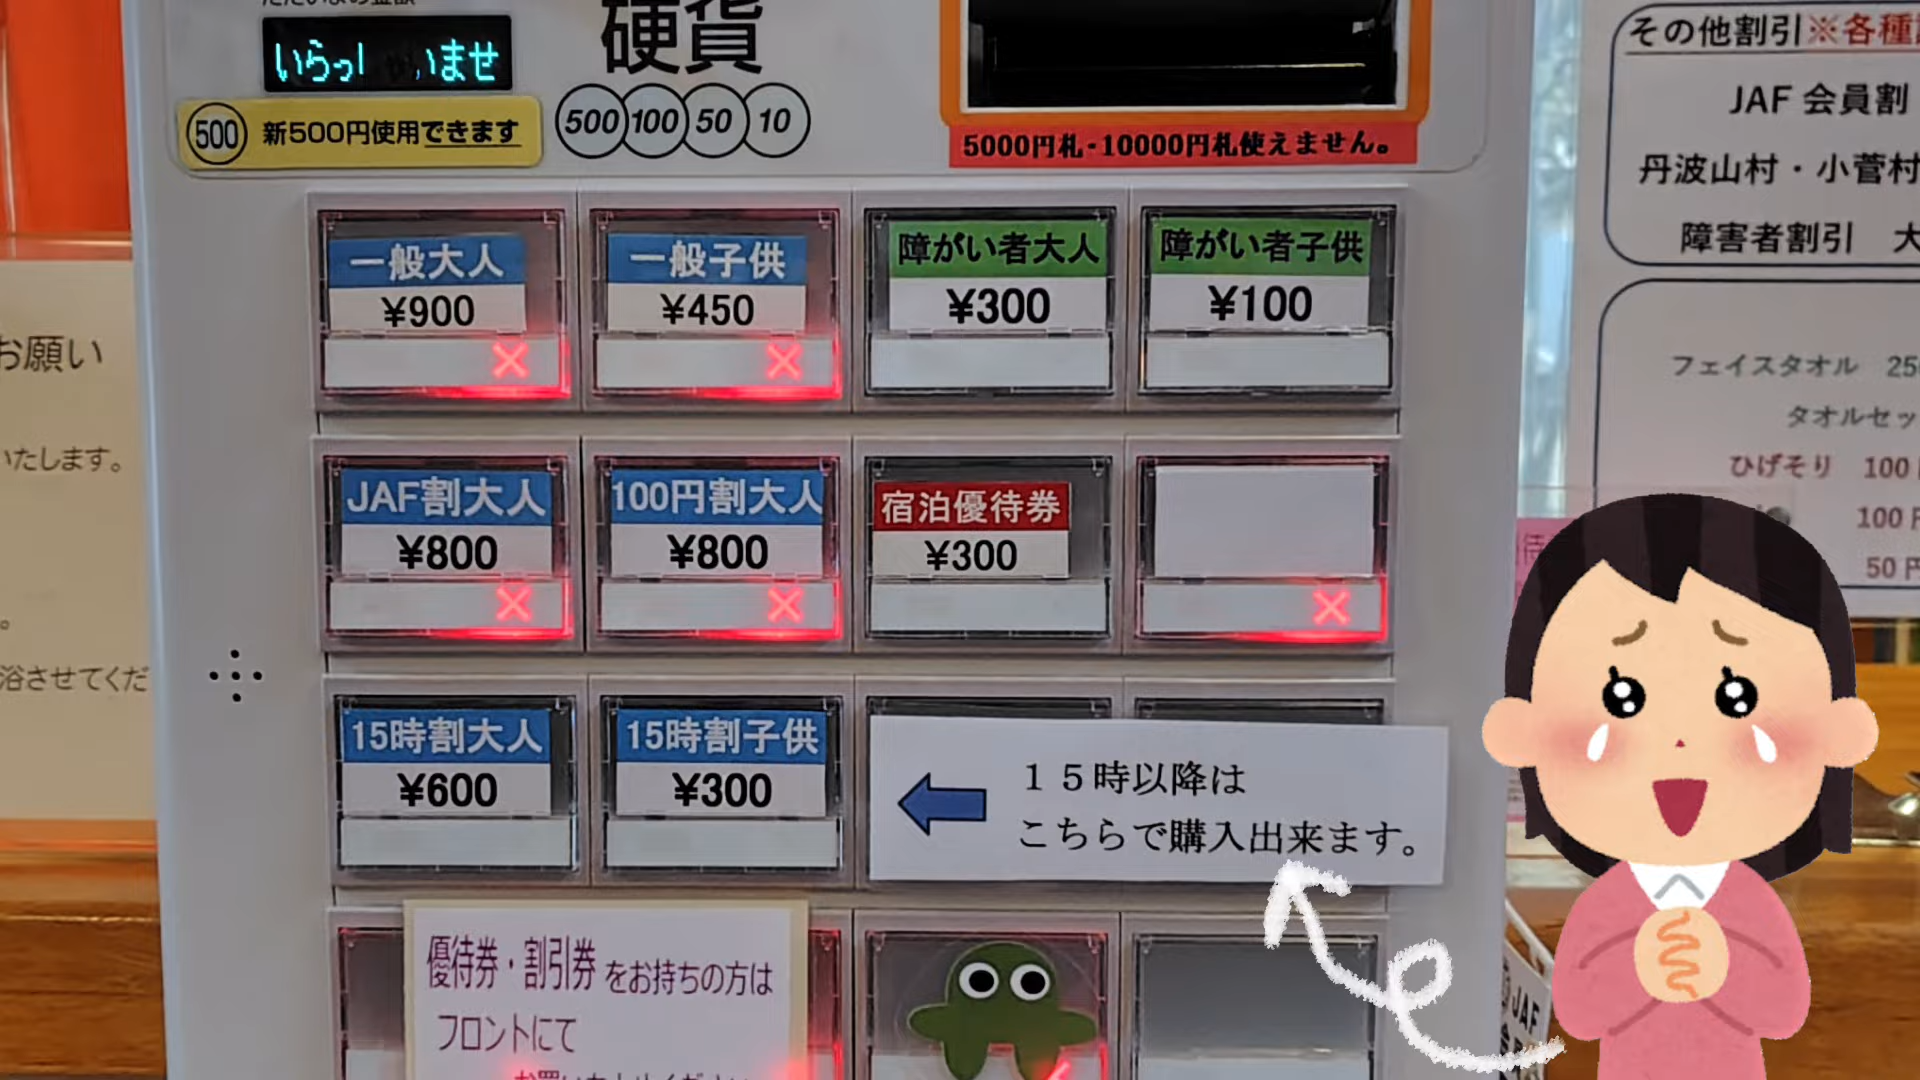 硬貨
500 100 50 10
500 新500円使用できます
5000円札・10000円札使えません。
一般大人
¥900
一般子供
¥450
障がい者大人
¥300
障がい者子供
¥100
JAF割大人
¥800
100円割大人
¥800
宿泊優待券
¥300
15時割大人
¥600
15時割子供
¥300
15時以降は
こちらで購入出来ます。
優待券・割引券をお持ちの方は
フロントにて
お願い
いたします。
浴させてくだ
その他割引※各種
JAF 会員割
丹波山村・小菅村
障害者割引 大
フェイスタオル
タオルセッ
ひげそり 100
100
50円
JAF